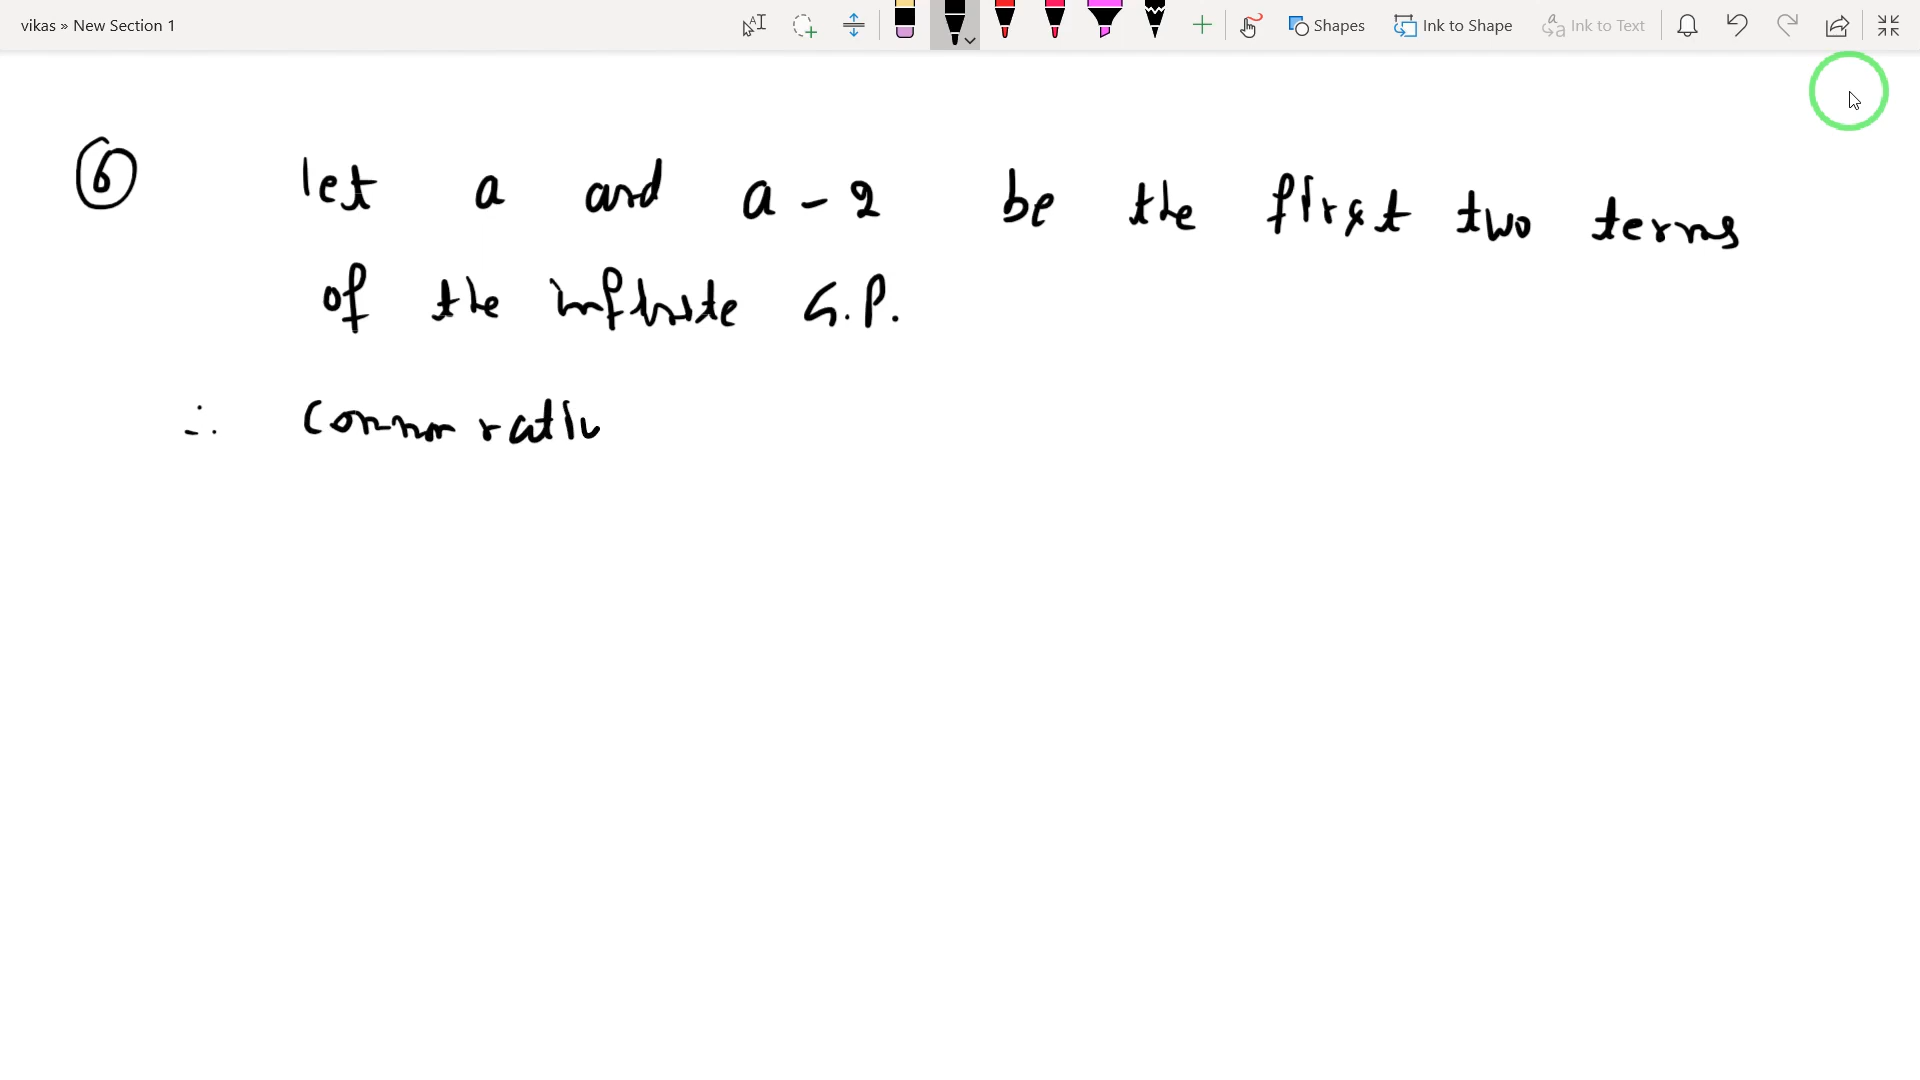 vikas » New Section 1 Shapes Ink to Shape Ink to Text
6 let a and a - 2 be the first two terms
of the infinite G.P.
∴ common ratio